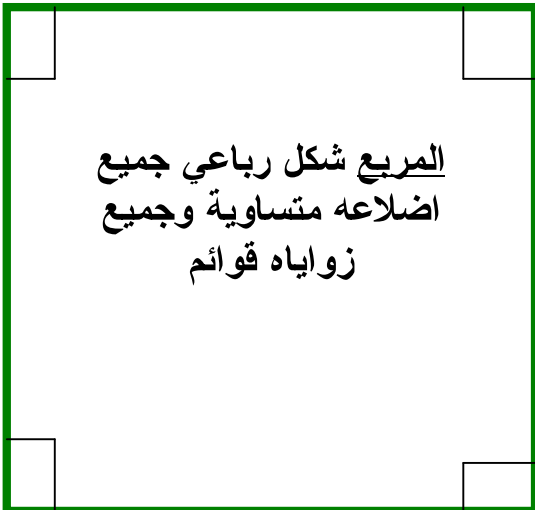 المربع شكل رباعي جميع
اضلاعه متساوية وجميع
زواياه قوائم